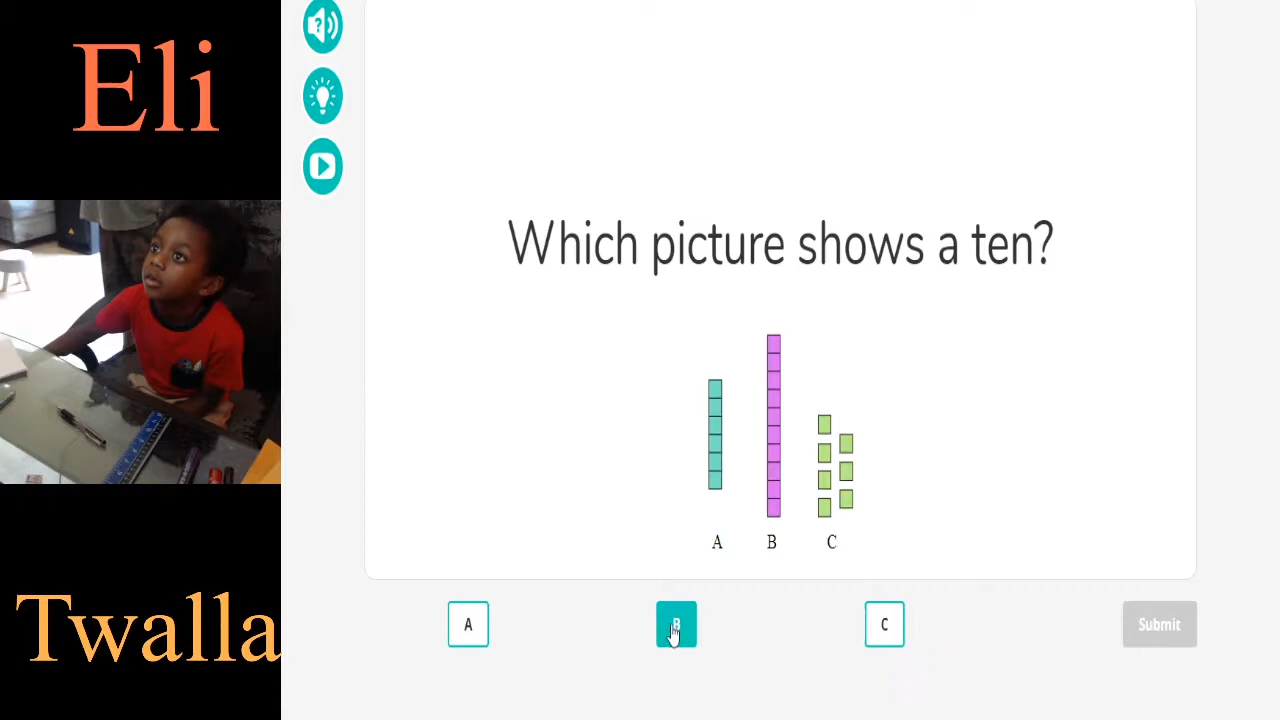 Eli
Twalla
?
Which picture shows a ten?
A B C
A B C Submit